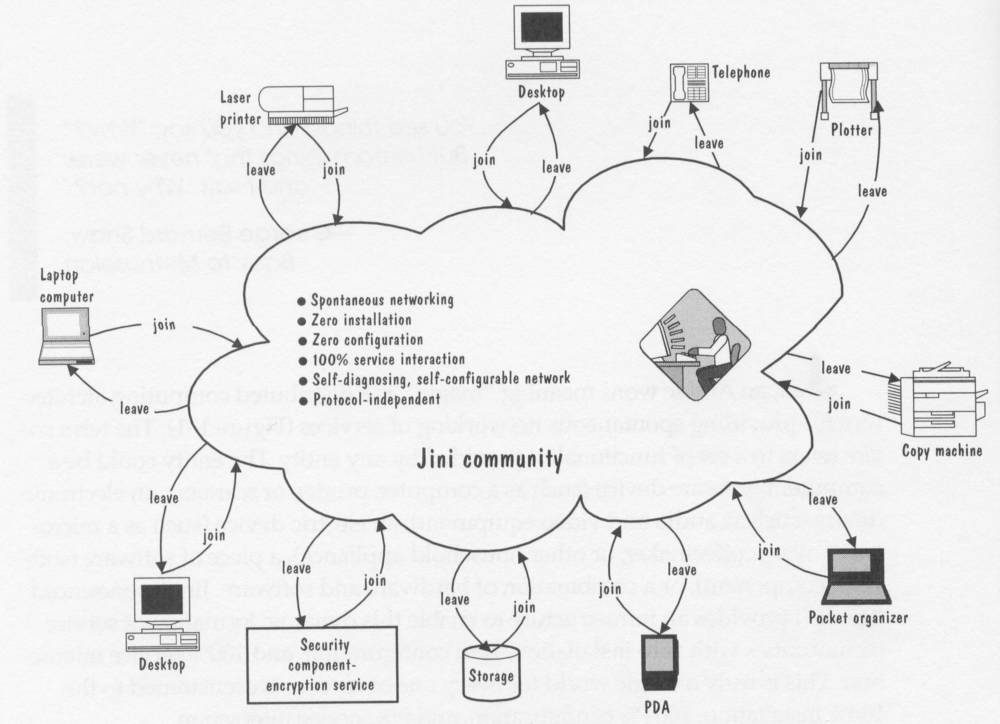 Desktop
Telephone
Laser
printer
Plotter
join
leave
join
leave
join
leave
join
leave
Laptop
computer
join
leave
● Spontaneous networking
● Zero installation
● Zero configuration
● 100% service interaction
● Self-diagnosing, self-configurable network
● Protocol-independent
Jini community
leave
join
Copy machine
leave
join
Desktop
leave
join
Security
component-
encryption service
leave
join
Storage
join
leave
PDA
leave
join
Pocket organizer